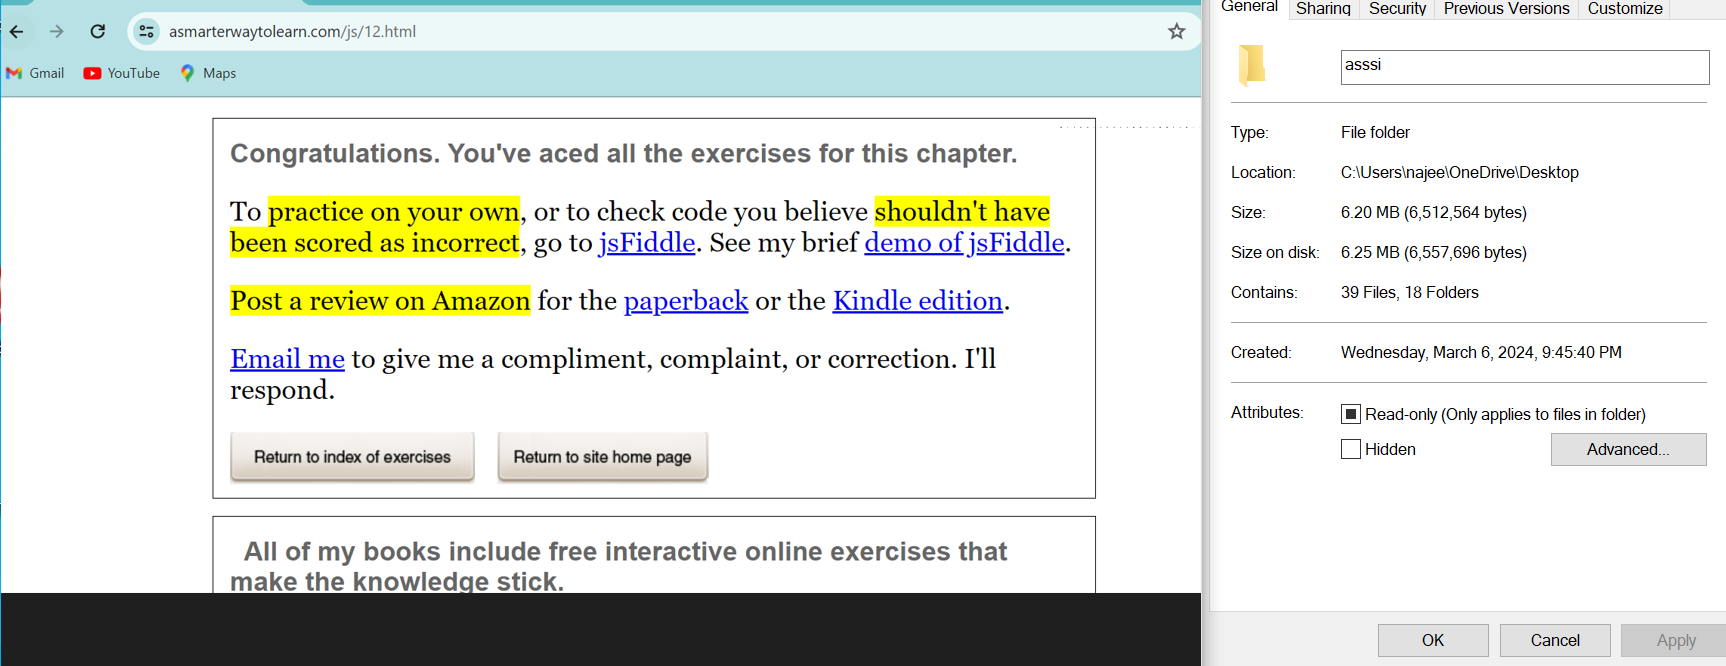 asmarterwaytolearn.com/js/12.html
Gmail YouTube Maps
Congratulations. You've aced all the exercises for this chapter.
To practice on your own, or to check code you believe shouldn't have
been scored as incorrect, go to jsFiddle. See my brief demo of jsFiddle.
Post a review on Amazon for the paperback or the Kindle edition.
Email me to give me a compliment, complaint, or correction. I'll
respond.
Return to index of exercises Return to site home page
All of my books include free interactive online exercises that
make the knowledge stick.
General Sharing Security Previous Versions Customize
asssi
Type: File folder
Location: C:\Users\najee\OneDrive\Desktop
Size: 6.20 MB (6,512,564 bytes)
Size on disk: 6.25 MB (6,557,696 bytes)
Contains: 39 Files, 18 Folders
Created: Wednesday, March 6, 2024, 9:45:40 PM
Attributes: Read-only (Only applies to files in folder)
Hidden Advanced...
OK Cancel Apply